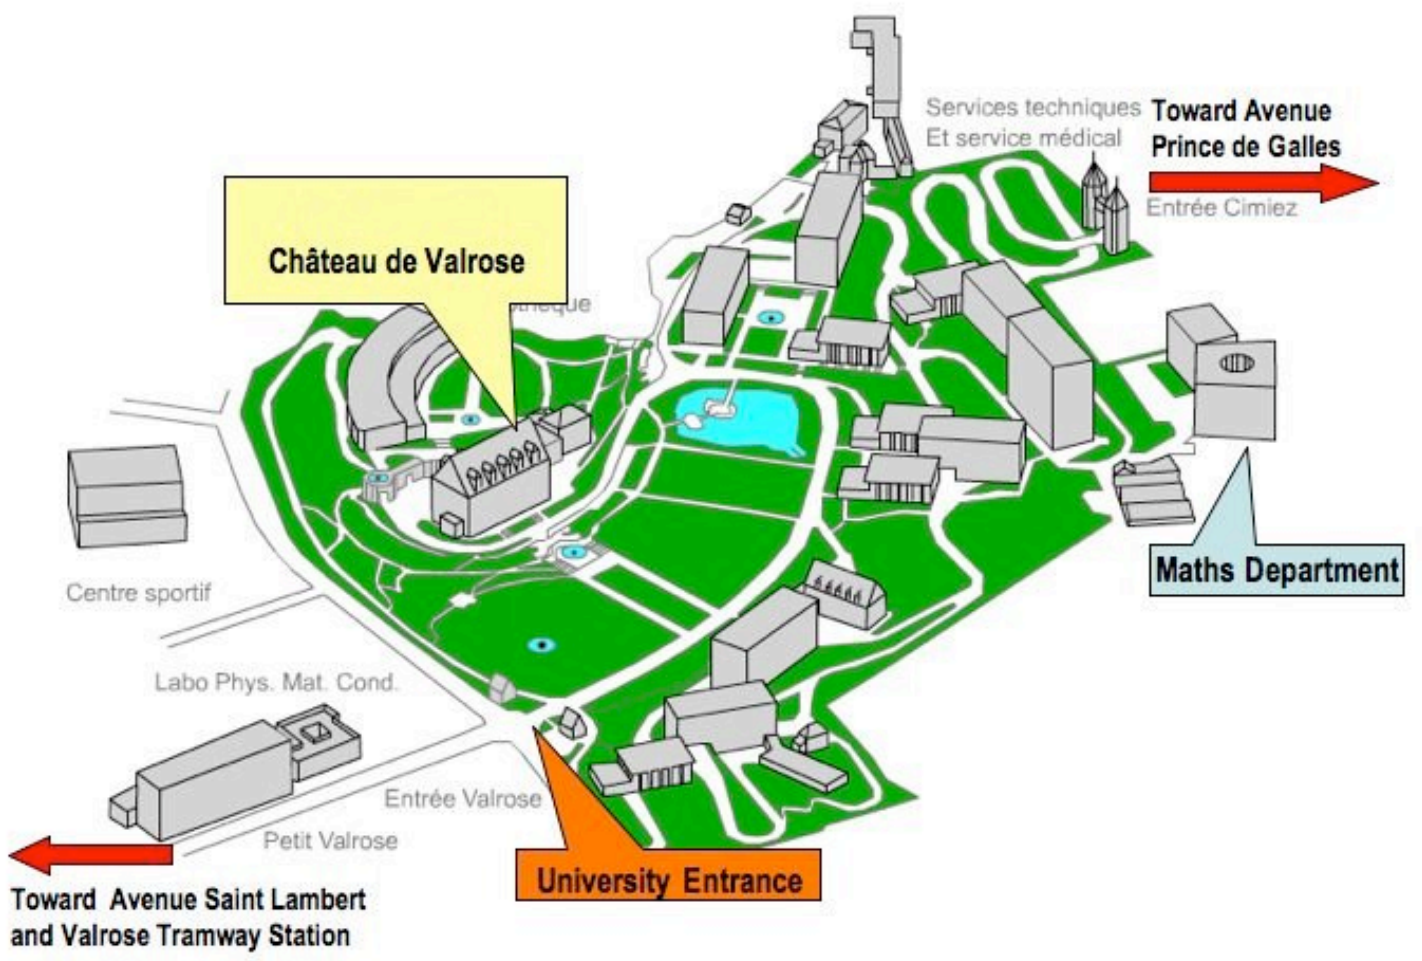 Services techniques
Et service médical
Toward Avenue
Prince de Galles
Entrée Cimiez
Château de Valrose
Centre sportif
Maths Department
Labo Phys. Mat. Cond.
Entrée Valrose
Petit Valrose
University Entrance
Toward Avenue Saint Lambert
and Valrose Tramway Station